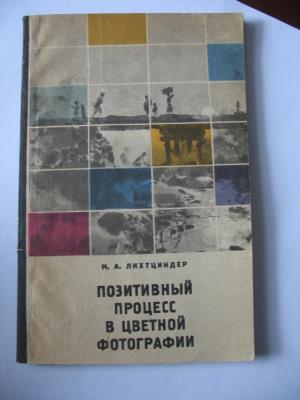 М. А. ЛИХТЦИНДЕР
ПОЗИТИВНЫЙ
ПРОЦЕСС
В ЦВЕТНОЙ
ФОТОГРАФИИ